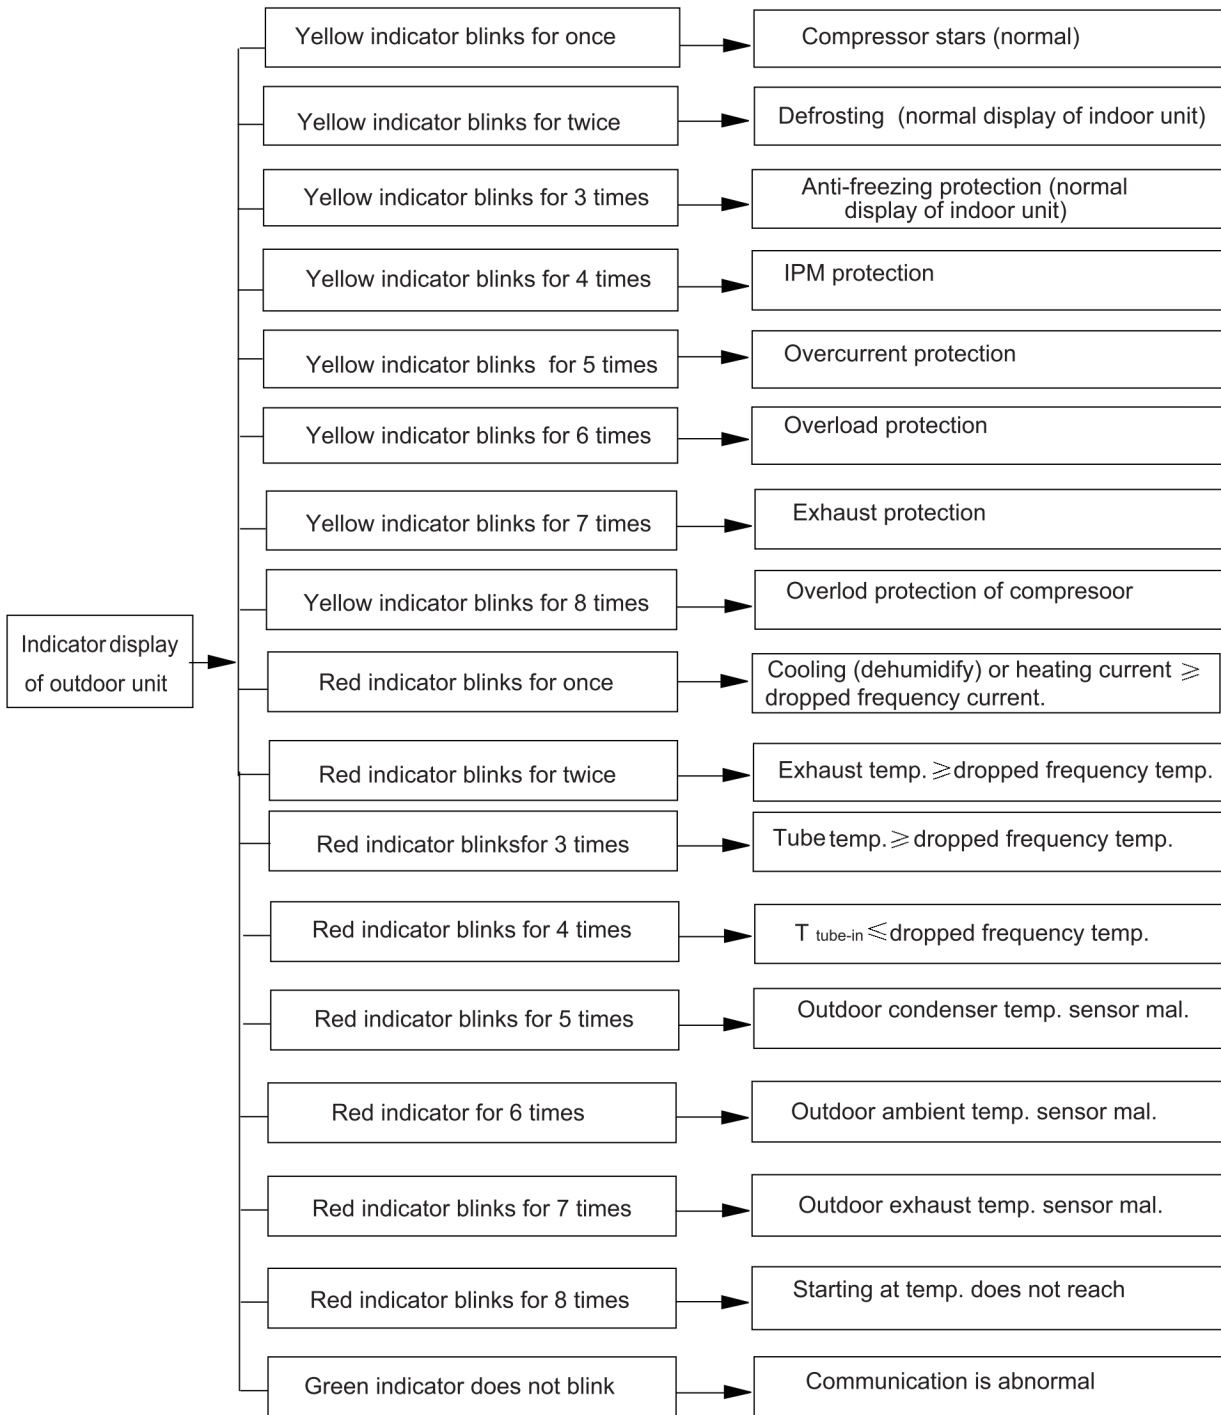 Yellow indicator blinks for once
Compressor stars (normal)
Yellow indicator blinks for twice
Defrosting (normal display of indoor unit)
Yellow indicator blinks for 3 times
Anti-freezing protection (normal
display of indoor unit)
Yellow indicator blinks for 4 times
IPM protection
Yellow indicator blinks for 5 times
Overcurrent protection
Yellow indicator blinks for 6 times
Overload protection
Yellow indicator blinks for 7 times
Exhaust protection
Yellow indicator blinks for 8 times
Overlod protection of compresoor
Indicator display
of outdoor unit
Red indicator blinks for once
Cooling (dehumidify) or heating current ⩾
dropped frequency current.
Red indicator blinks for twice
Exhaust temp. ⩾ dropped frequency temp.
Red indicator blinksfor 3 times
Tube temp. ⩾ dropped frequency temp.
Red indicator blinks for 4 times
T tube-in ⩽ dropped frequency temp.
Red indicator blinks for 5 times
Outdoor condenser temp. sensor mal.
Red indicator for 6 times
Outdoor ambient temp. sensor mal.
Red indicator blinks for 7 times
Outdoor exhaust temp. sensor mal.
Red indicator blinks for 8 times
Starting at temp. does not reach
Green indicator does not blink
Communication is abnormal